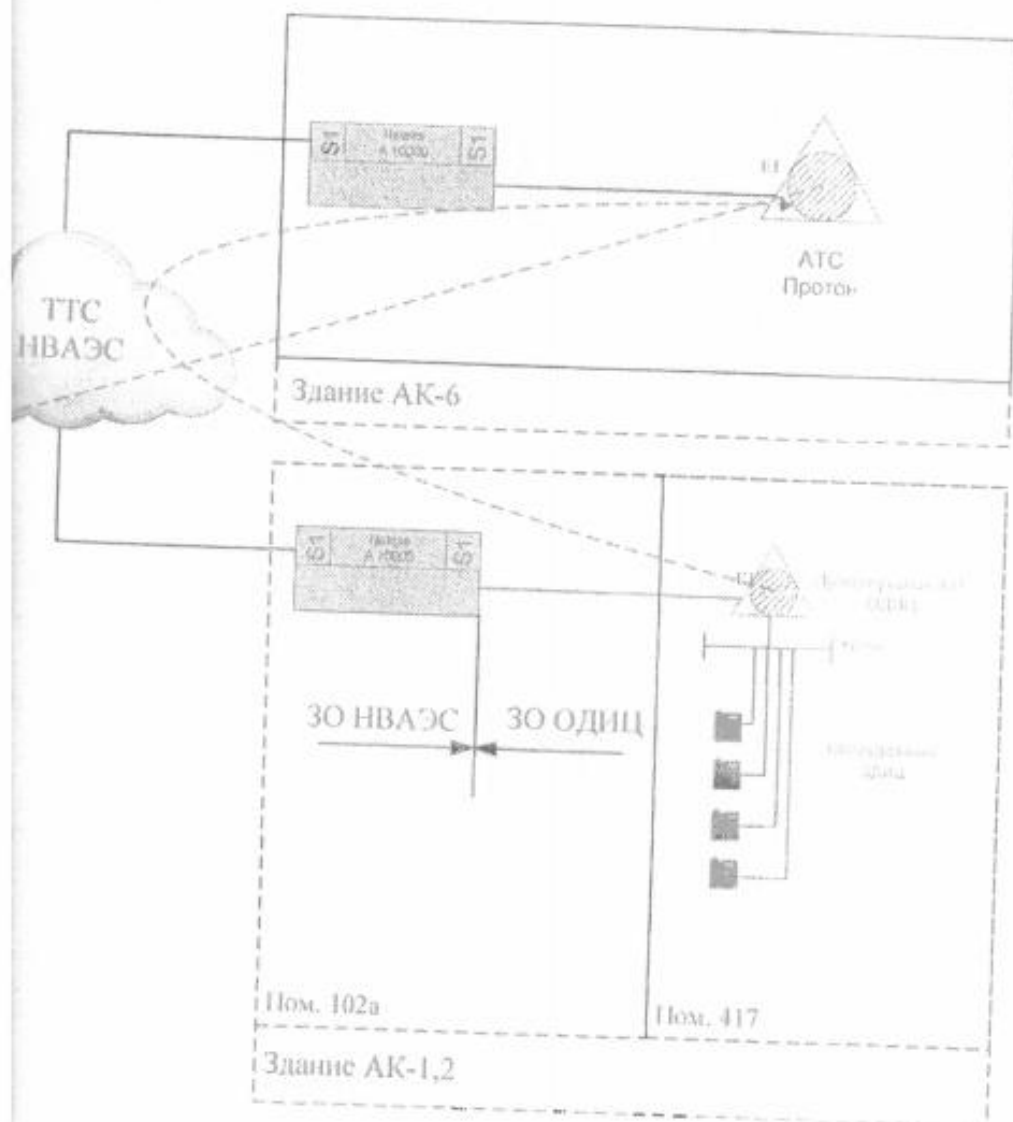 S1
S1
АТС
Протон
ТТС
НВАЭС
Здание АК-6
S1
S1
ЗО НВАЭС
ЗО ОДИЦ
Пом. 102а
Пом. 417
Здание АК-1,2